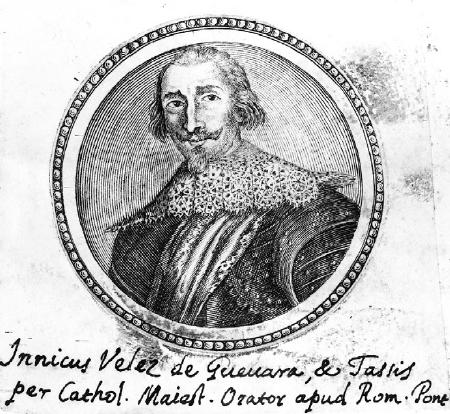 Innicus Velez de Gueuara, & Tassis
per Cathol. Maiest. Orator apud Rom. Pont